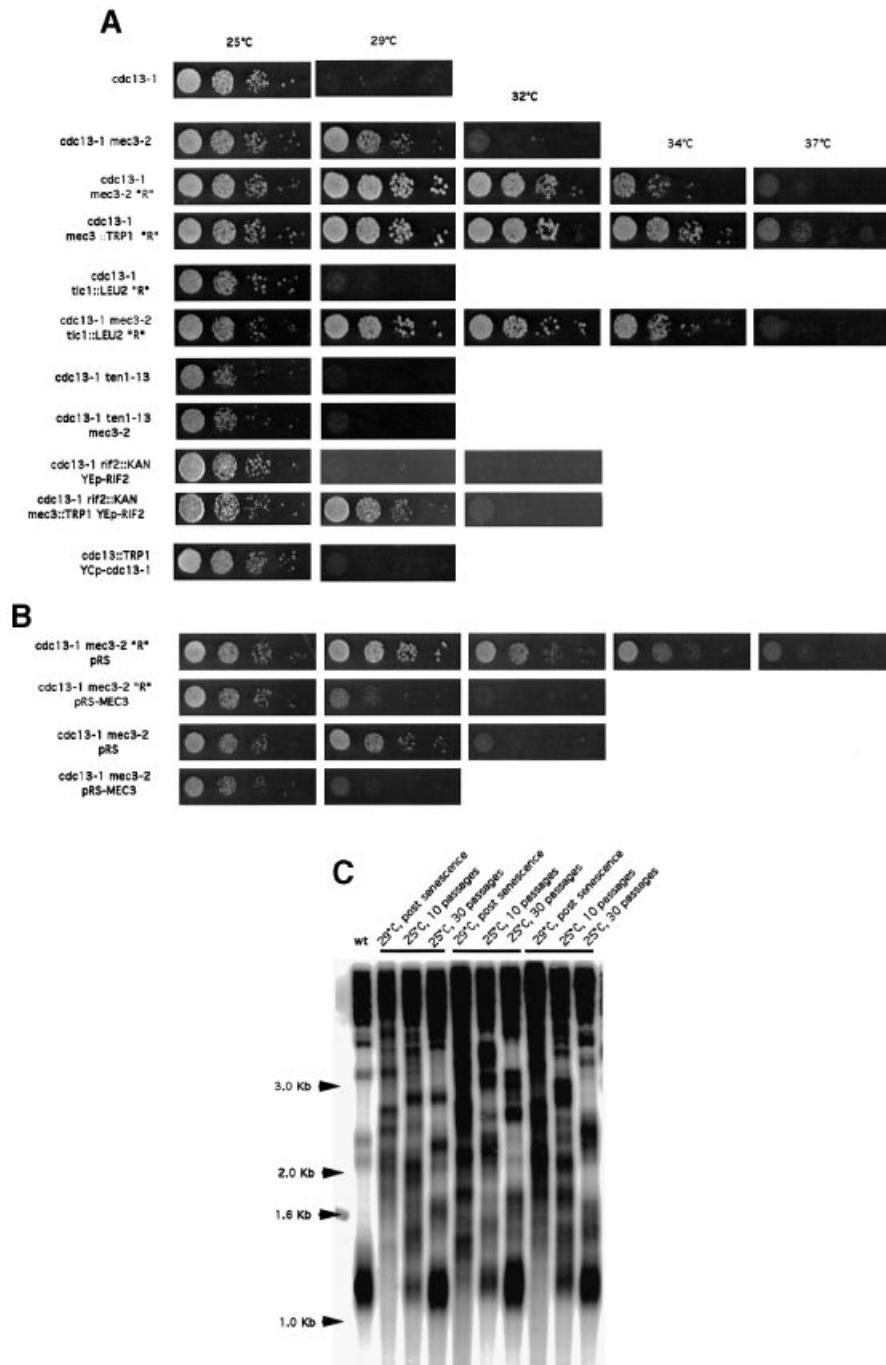 A
25°C
29°C
32°C
34°C
37°C
cdc13-1
cdc13-1 mec3-2
cdc13-1
mec3-2 "R"
cdc13-1
mec3::TRP1 "R"
cdc13-1
tlc1::LEU2 "R"
cdc13-1 mec3-2
tlc1::LEU2 "R"
cdc13-1 ten1-13
cdc13-1 ten1-13
mec3-2
cdc13-1 rif2::KAN
YEp-RIF2
cdc13-1 rif2::KAN
mec3::TRP1 YEp-RIF2
cdc13::TRP1
YCp-cdc13-1
B
cdc13-1 mec3-2 "R"
pRS
cdc13-1 mec3-2 "R"
pRS-MEC3
cdc13-1 mec3-2
pRS
cdc13-1 mec3-2
pRS-MEC3
C
wt
29°C, post senescence
25°C, 10 passages
25°C, 30 passages
29°C, post senescence
25°C, 10 passages
25°C, 30 passages
29°C, post senescence
25°C, 10 passages
25°C, 30 passages
3.0 Kb
2.0 Kb
1.6 Kb
1.0 Kb